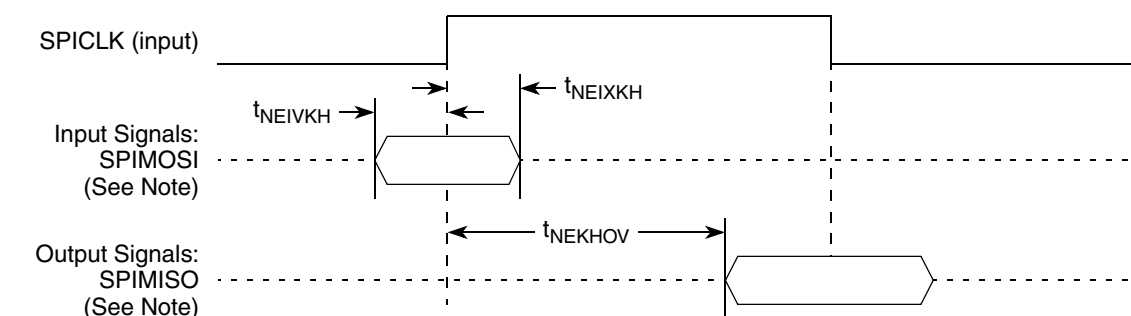 SPICLK (input)
tNEIXKH
tNEIVKH
Input Signals:
SPIMOSI
(See Note)
tNEKHOV
Output Signals:
SPIMISO
(See Note)